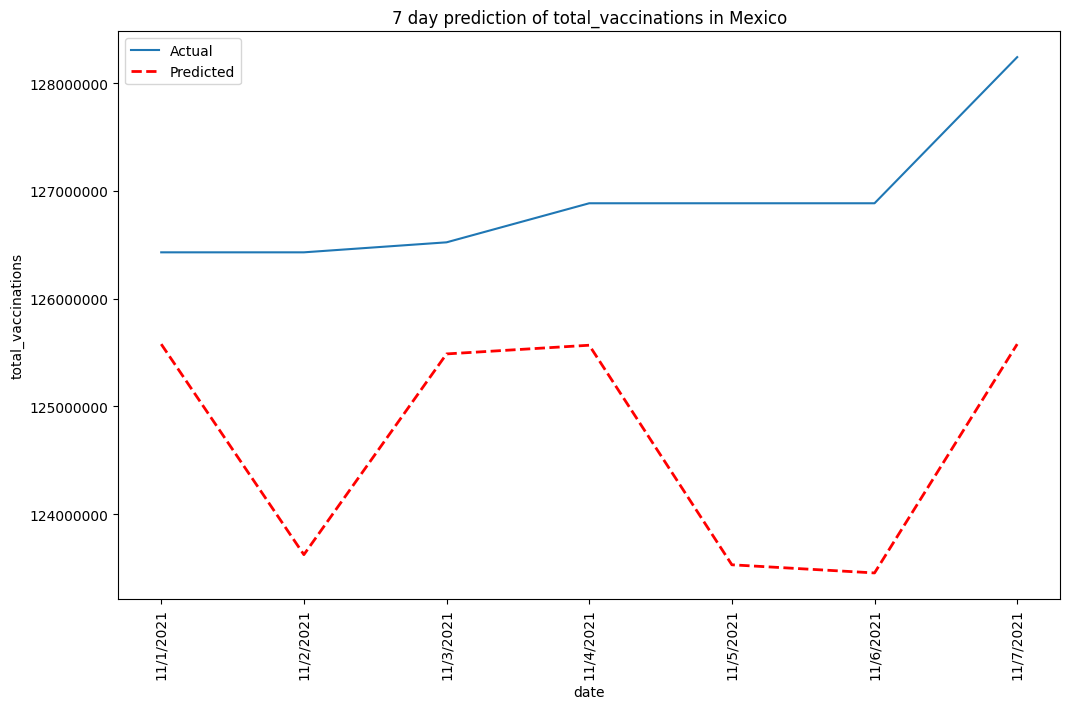 7 day prediction of total_vaccinations in Mexico
Actual
Predicted
total_vaccinations
128000000
127000000
126000000
125000000
124000000
11/1/2021
11/2/2021
11/3/2021
11/4/2021
11/5/2021
11/6/2021
11/7/2021
date